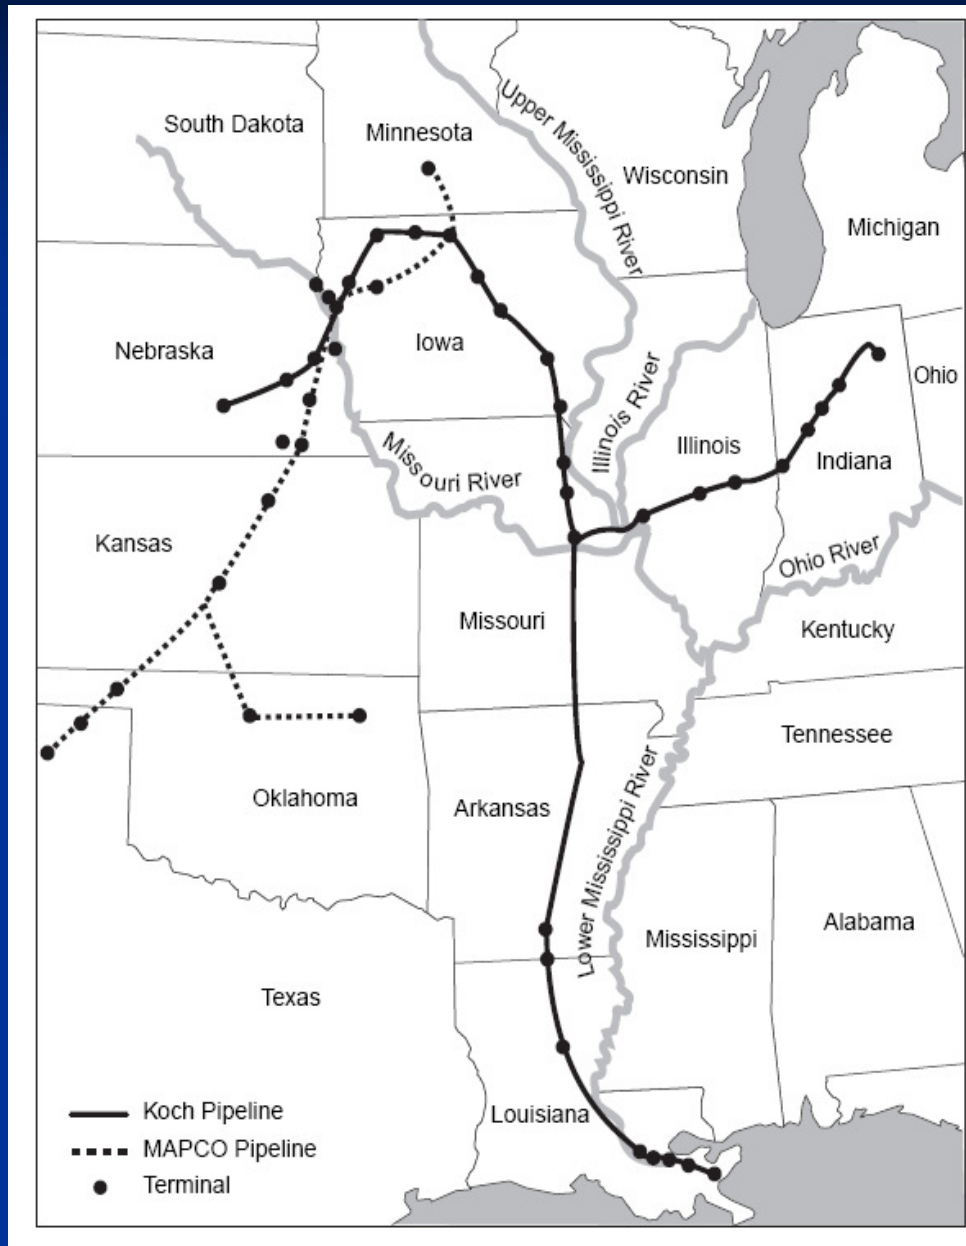 South Dakota
Minnesota
Upper Mississippi River
Wisconsin
Michigan
Nebraska
Iowa
Ohio
Illinois River
Illinois
Indiana
Missouri River
Kansas
Ohio River
Missouri
Kentucky
Tennessee
Oklahoma
Arkansas
Lower Mississippi River
Mississippi
Alabama
Texas
Louisiana
Koch Pipeline
MAPCO Pipeline
Terminal